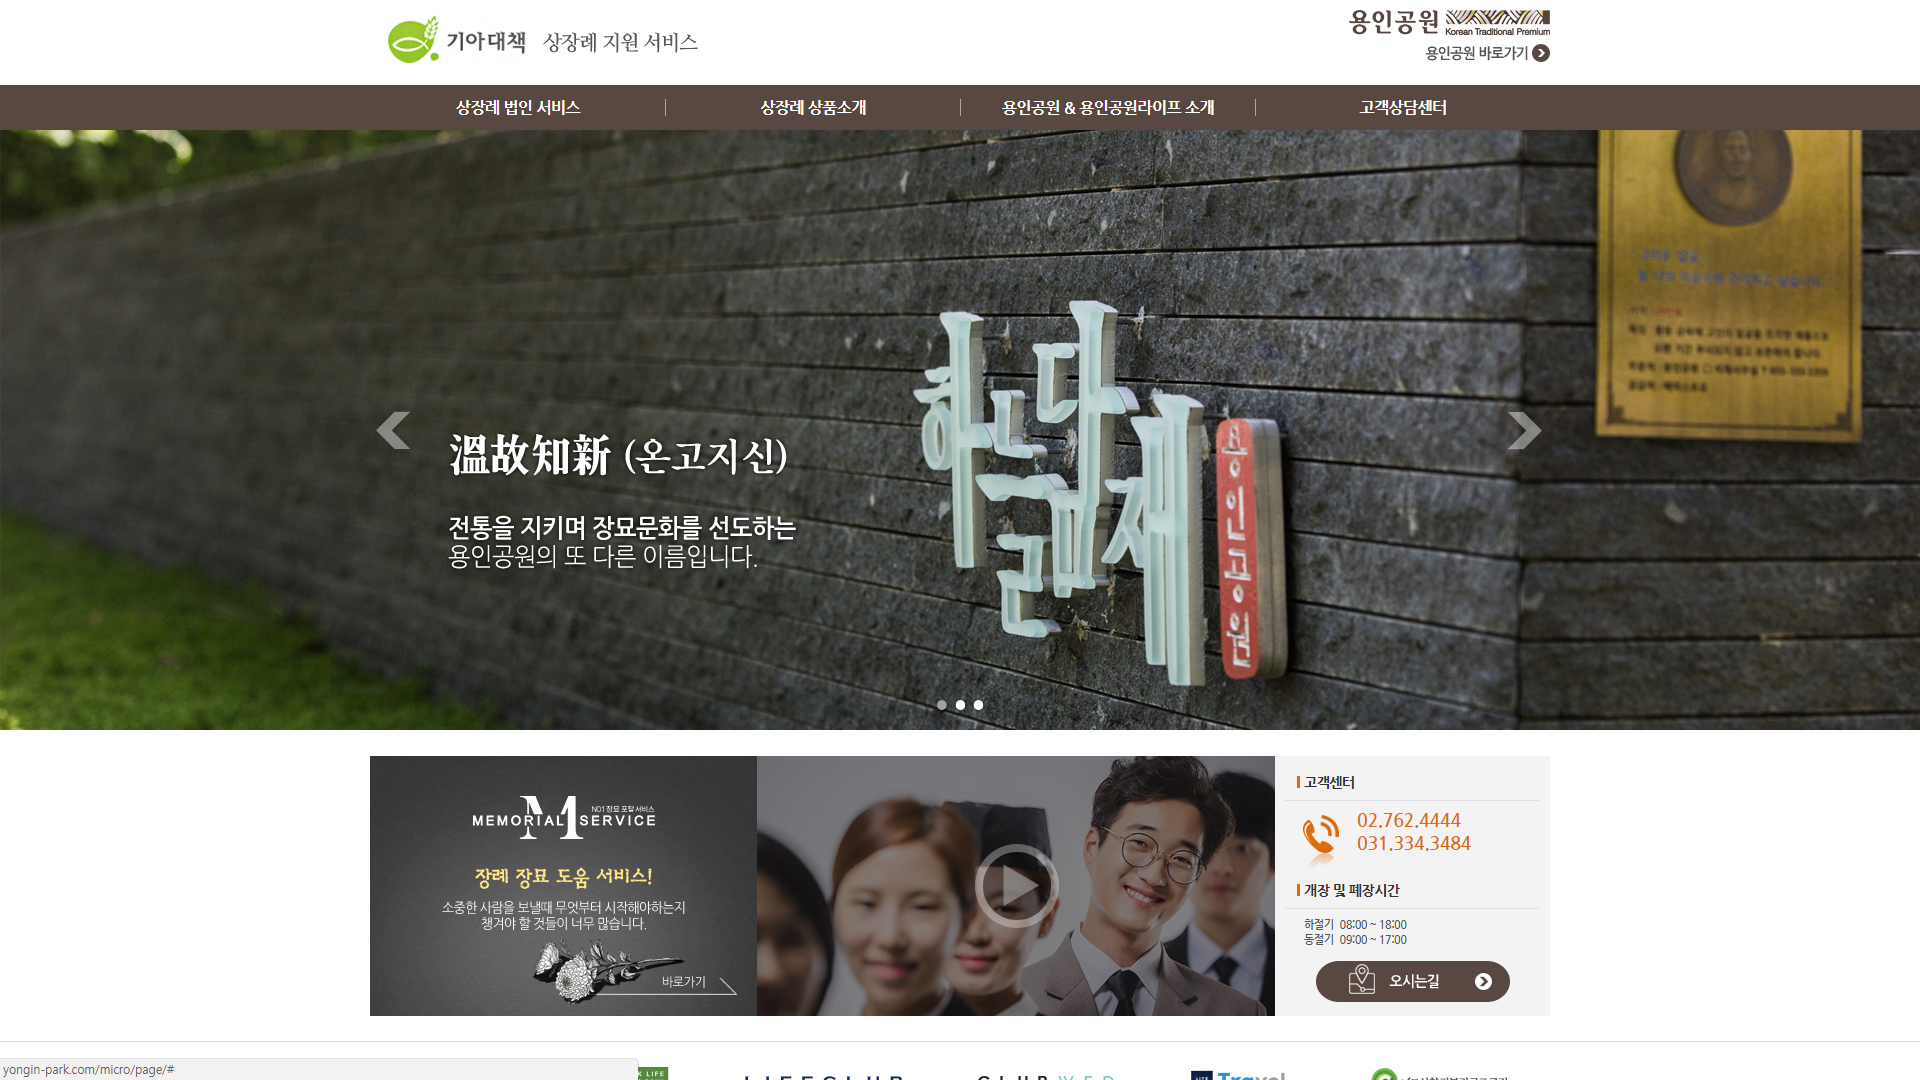 기아대책 상장례 지원 서비스
용인공원
Korean Traditional Premium
용인공원 바로가기
상장례 법인 서비스
상장례 상품소개
용인공원 & 용인공원라이프 소개
고객상담센터
하늘다람재
용인공원
溫故知新 (온고지신)
전통을 지키며 장묘문화를 선도하는
용인공원의 또 다른 이름입니다.
NO1 장묘 포탈 서비스
MEMORIAL SERVICE
장례 장묘 도움 서비스!
소중한 사람을 보낼때 무엇부터 시작해야하는지
챙겨야 할 것들이 너무 많습니다.
바로가기
고객센터
02.762.4444
031.334.3484
개장 및 폐장시간
하절기 08:00 ~ 18:00
동절기 09:00 ~ 17:00
오시는길
yongin-park.com/micro/page/#
LIFECLUB
CLUB WED
Travel